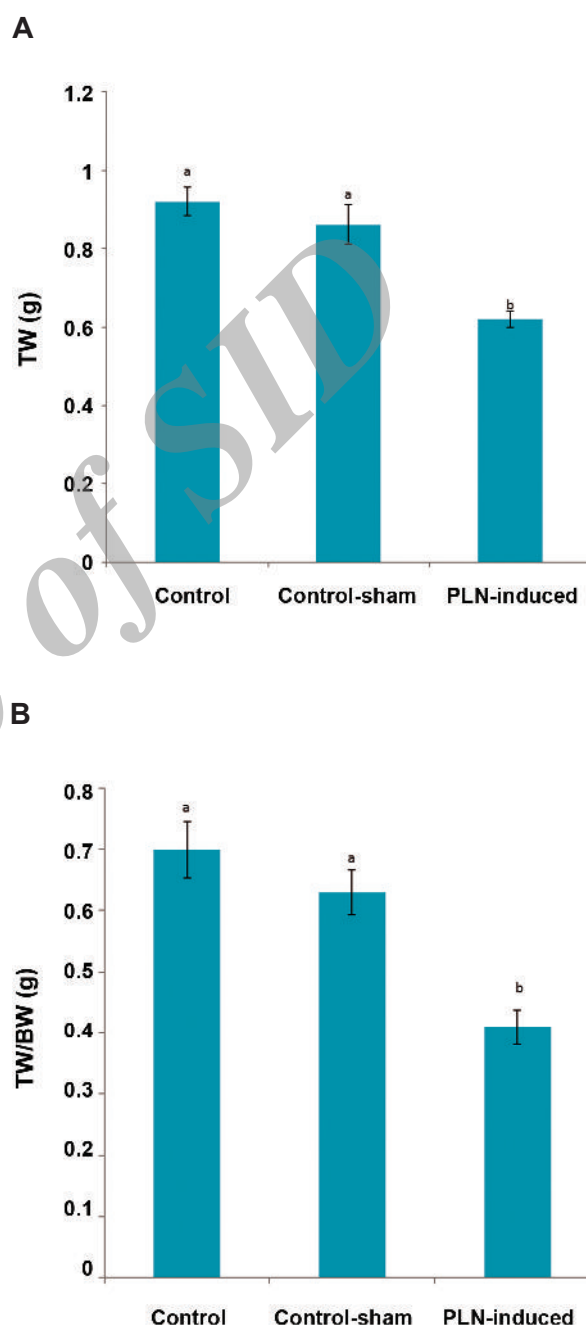 A
1.2
1
0.8
0.6
0.4
0.2
0
TW (g)
a
a
b
Control Control-sham PLN-induced
of SID
B
0.8
0.7
0.6
0.5
0.4
0.3
0.2
0.1
0
TW/BW (g)
a
a
b
Control Control-sham PLN-induced